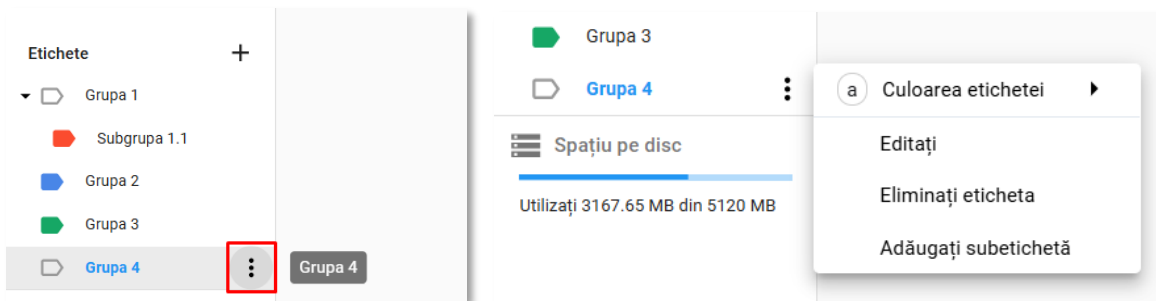 Etichete +
Grupa 1
Subgrupa 1.1
Grupa 2
Grupa 3
Grupa 4
Grupa 4
Grupa 3
Grupa 4
Spațiu pe disc
Utilizați 3167.65 MB din 5120 MB
a Culoarea etichetei
Editați
Eliminați eticheta
Adăugați subetichetă